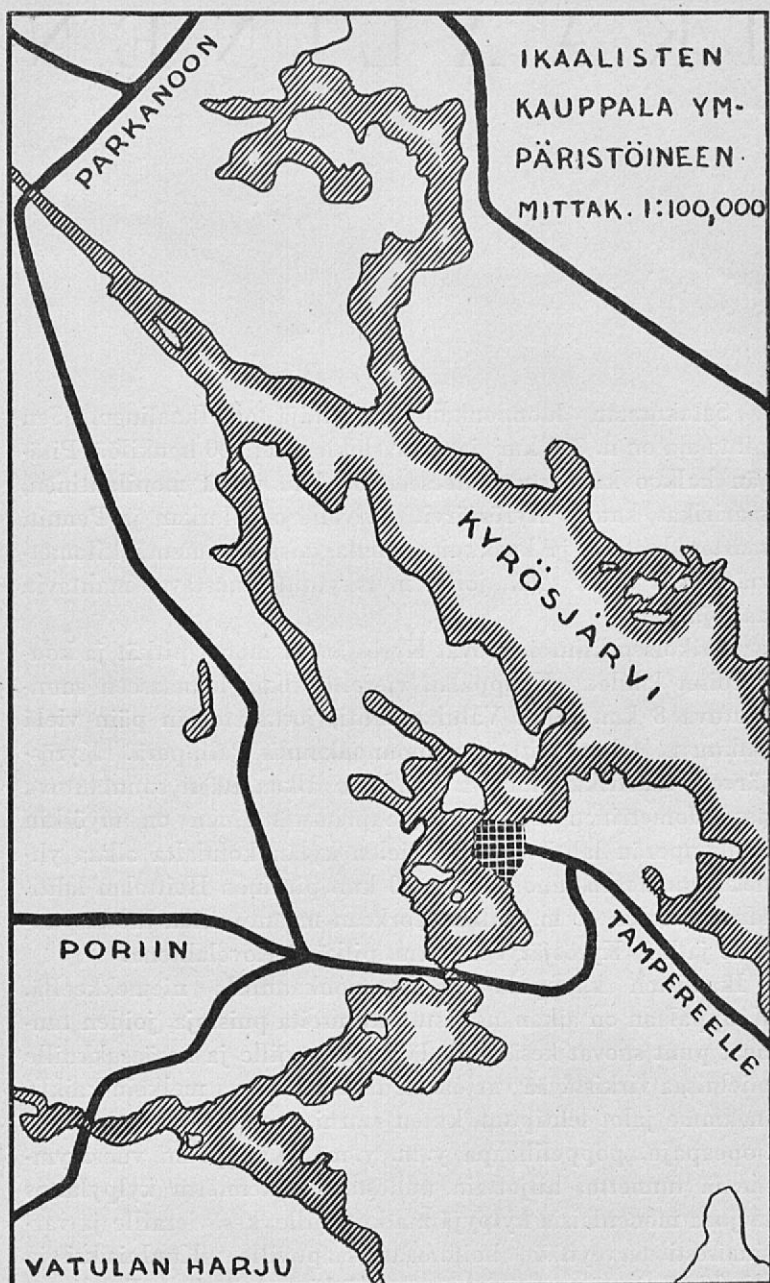 IKAALISTEN
KAUPPALA YM-
PÄRISTÖINEEN.
MITTAK. 1:100,000
PARKANOON
KYRÖSJÄRVI
PORIIN
TAMPEREELLE
VATULAN HARJU